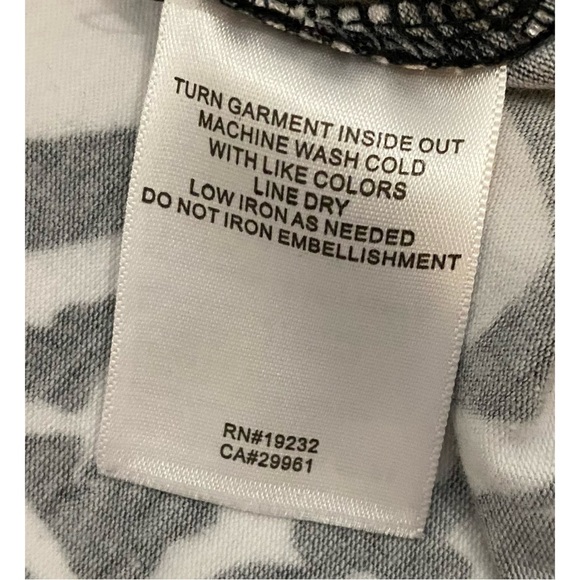 TURN GARMENT INSIDE OUT
MACHINE WASH COLD
WITH LIKE COLORS
LINE DRY
LOW IRON AS NEEDED
DO NOT IRON EMBELLISHMENT
RN#19232
CA#29961